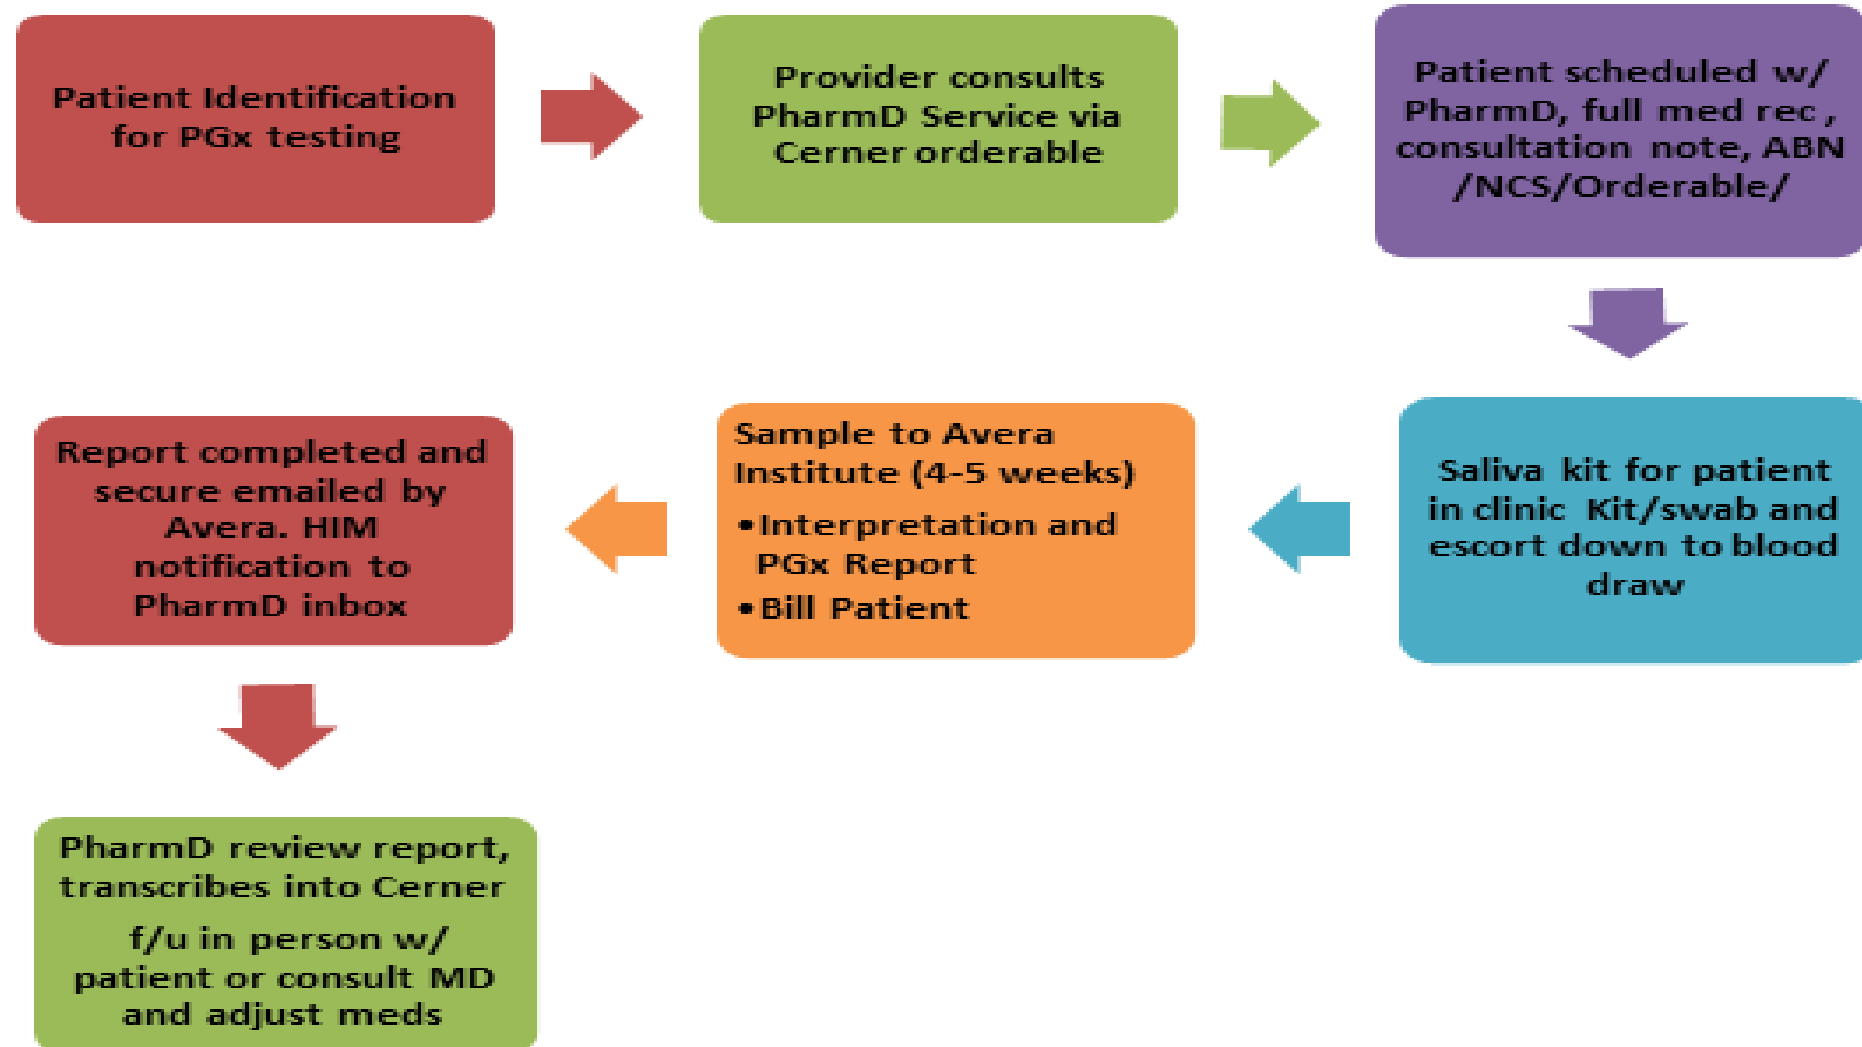 Patient Identification
for PGx testing
Provider consults
PharmD Service via
Cerner orderable
Patient scheduled w/
PharmD, full med rec ,
consultation note, ABN
/NCS/Orderable/
Saliva kit for patient
in clinic Kit/swab and
escort down to blood
draw
Sample to Avera
Institute (4-5 weeks)
•Interpretation and
PGx Report
•Bill Patient
Report completed and
secure emailed by
Avera. HIM
notification to
PharmD inbox
PharmD review report,
transcribes into Cerner
f/u in person w/
patient or consult MD
and adjust meds